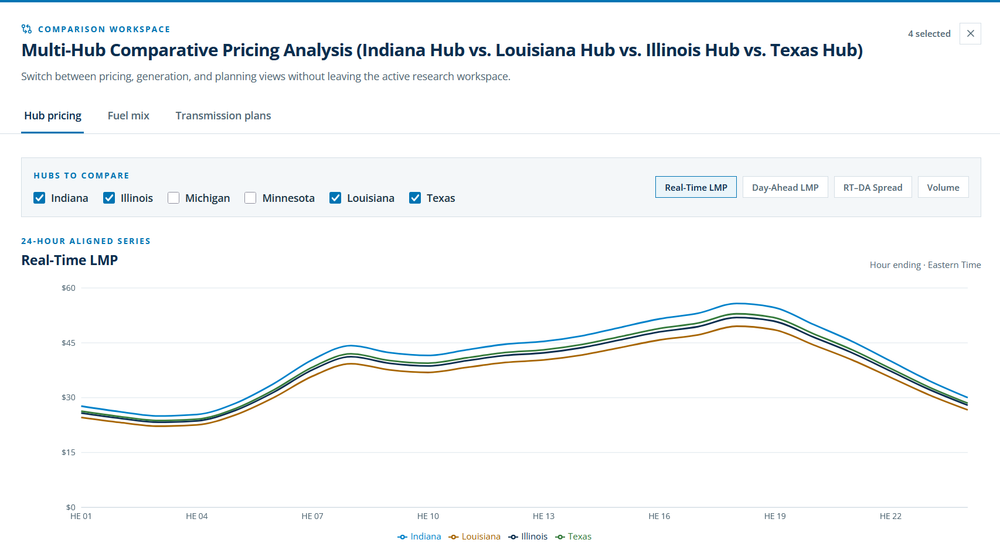 COMPARISON WORKSPACE
Multi-Hub Comparative Pricing Analysis (Indiana Hub vs. Louisiana Hub vs. Illinois Hub vs. Texas Hub)
4 selected
Switch between pricing, generation, and planning views without leaving the active research workspace.
Hub pricing Fuel mix Transmission plans
HUBS TO COMPARE
Indiana Illinois Michigan Minnesota Louisiana Texas
Real-Time LMP Day-Ahead LMP RT–DA Spread Volume
24-HOUR ALIGNED SERIES
Real-Time LMP
Hour ending · Eastern Time
$60
$45
$30
$15
$0
HE 01 HE 04 HE 07 HE 10 HE 13 HE 16 HE 19 HE 22
Indiana Louisiana Illinois Texas